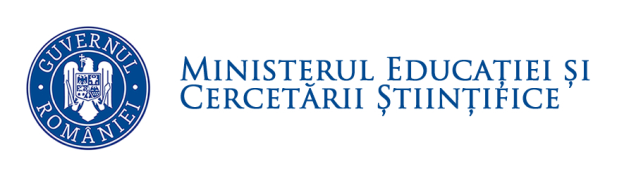 GUVERNUL
ROMÂNIEI
MINISTERUL EDUCAȚIEI ȘI
CERCETĂRII ȘTIINȚIFICE